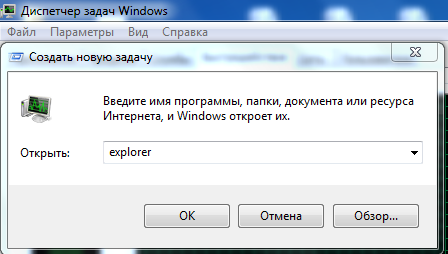 Диспетчер задач Windows
Файл Параметры Вид Справка
Создать новую задачу
Введите имя программы, папки, документа или ресурса
Интернета, и Windows откроет их.
Открыть: explorer
ОК Отмена Обзор...